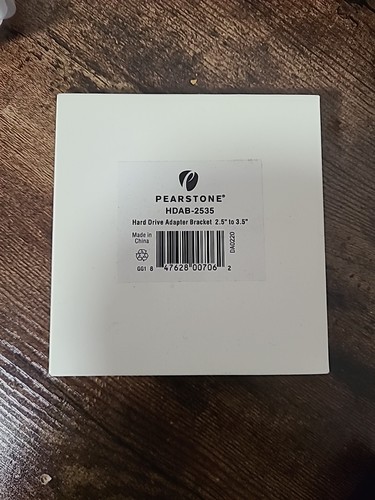 PEARSTONE®
HDAB-2535
Hard Drive Adapter Bracket 2.5" to 3.5"
Made in
China
DA0220
GG1 8 47628 00706 2